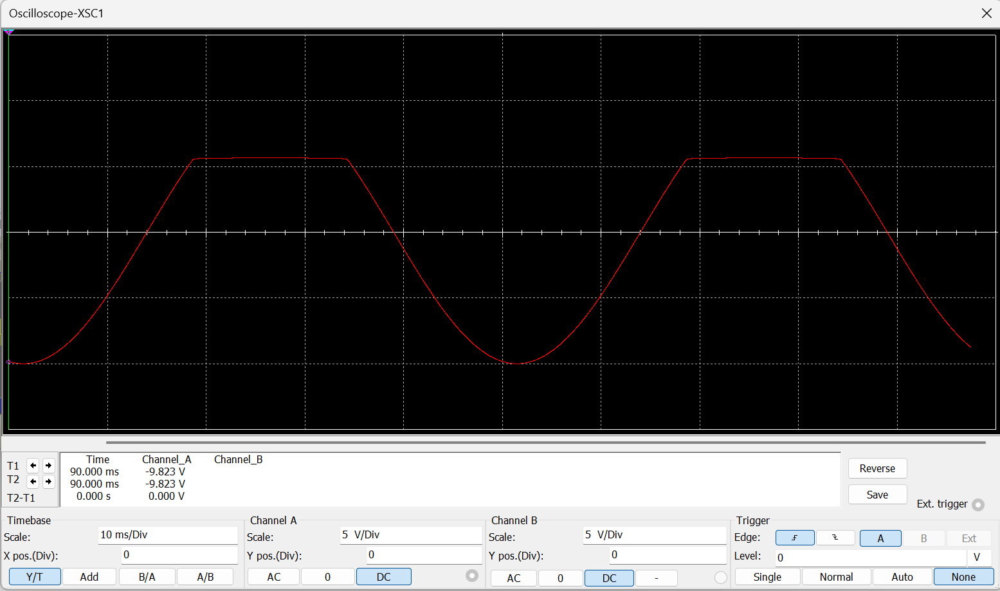 Oscilloscope-XSC1
Time Channel_A Channel_B
T1 90.000 ms -9.823 V
T2 90.000 ms -9.823 V
T2-T1 0.000 s 0.000 V
Reverse
Save
Ext. trigger
Timebase
Scale: 10 ms/Div
X pos.(Div): 0
Y/T Add B/A A/B
Channel A
Scale: 5 V/Div
Y pos.(Div): 0
AC 0 DC
Channel B
Scale: 5 V/Div
Y pos.(Div): 0
AC 0 DC -
Trigger
Edge: A B Ext
Level: 0 V
Single Normal Auto None